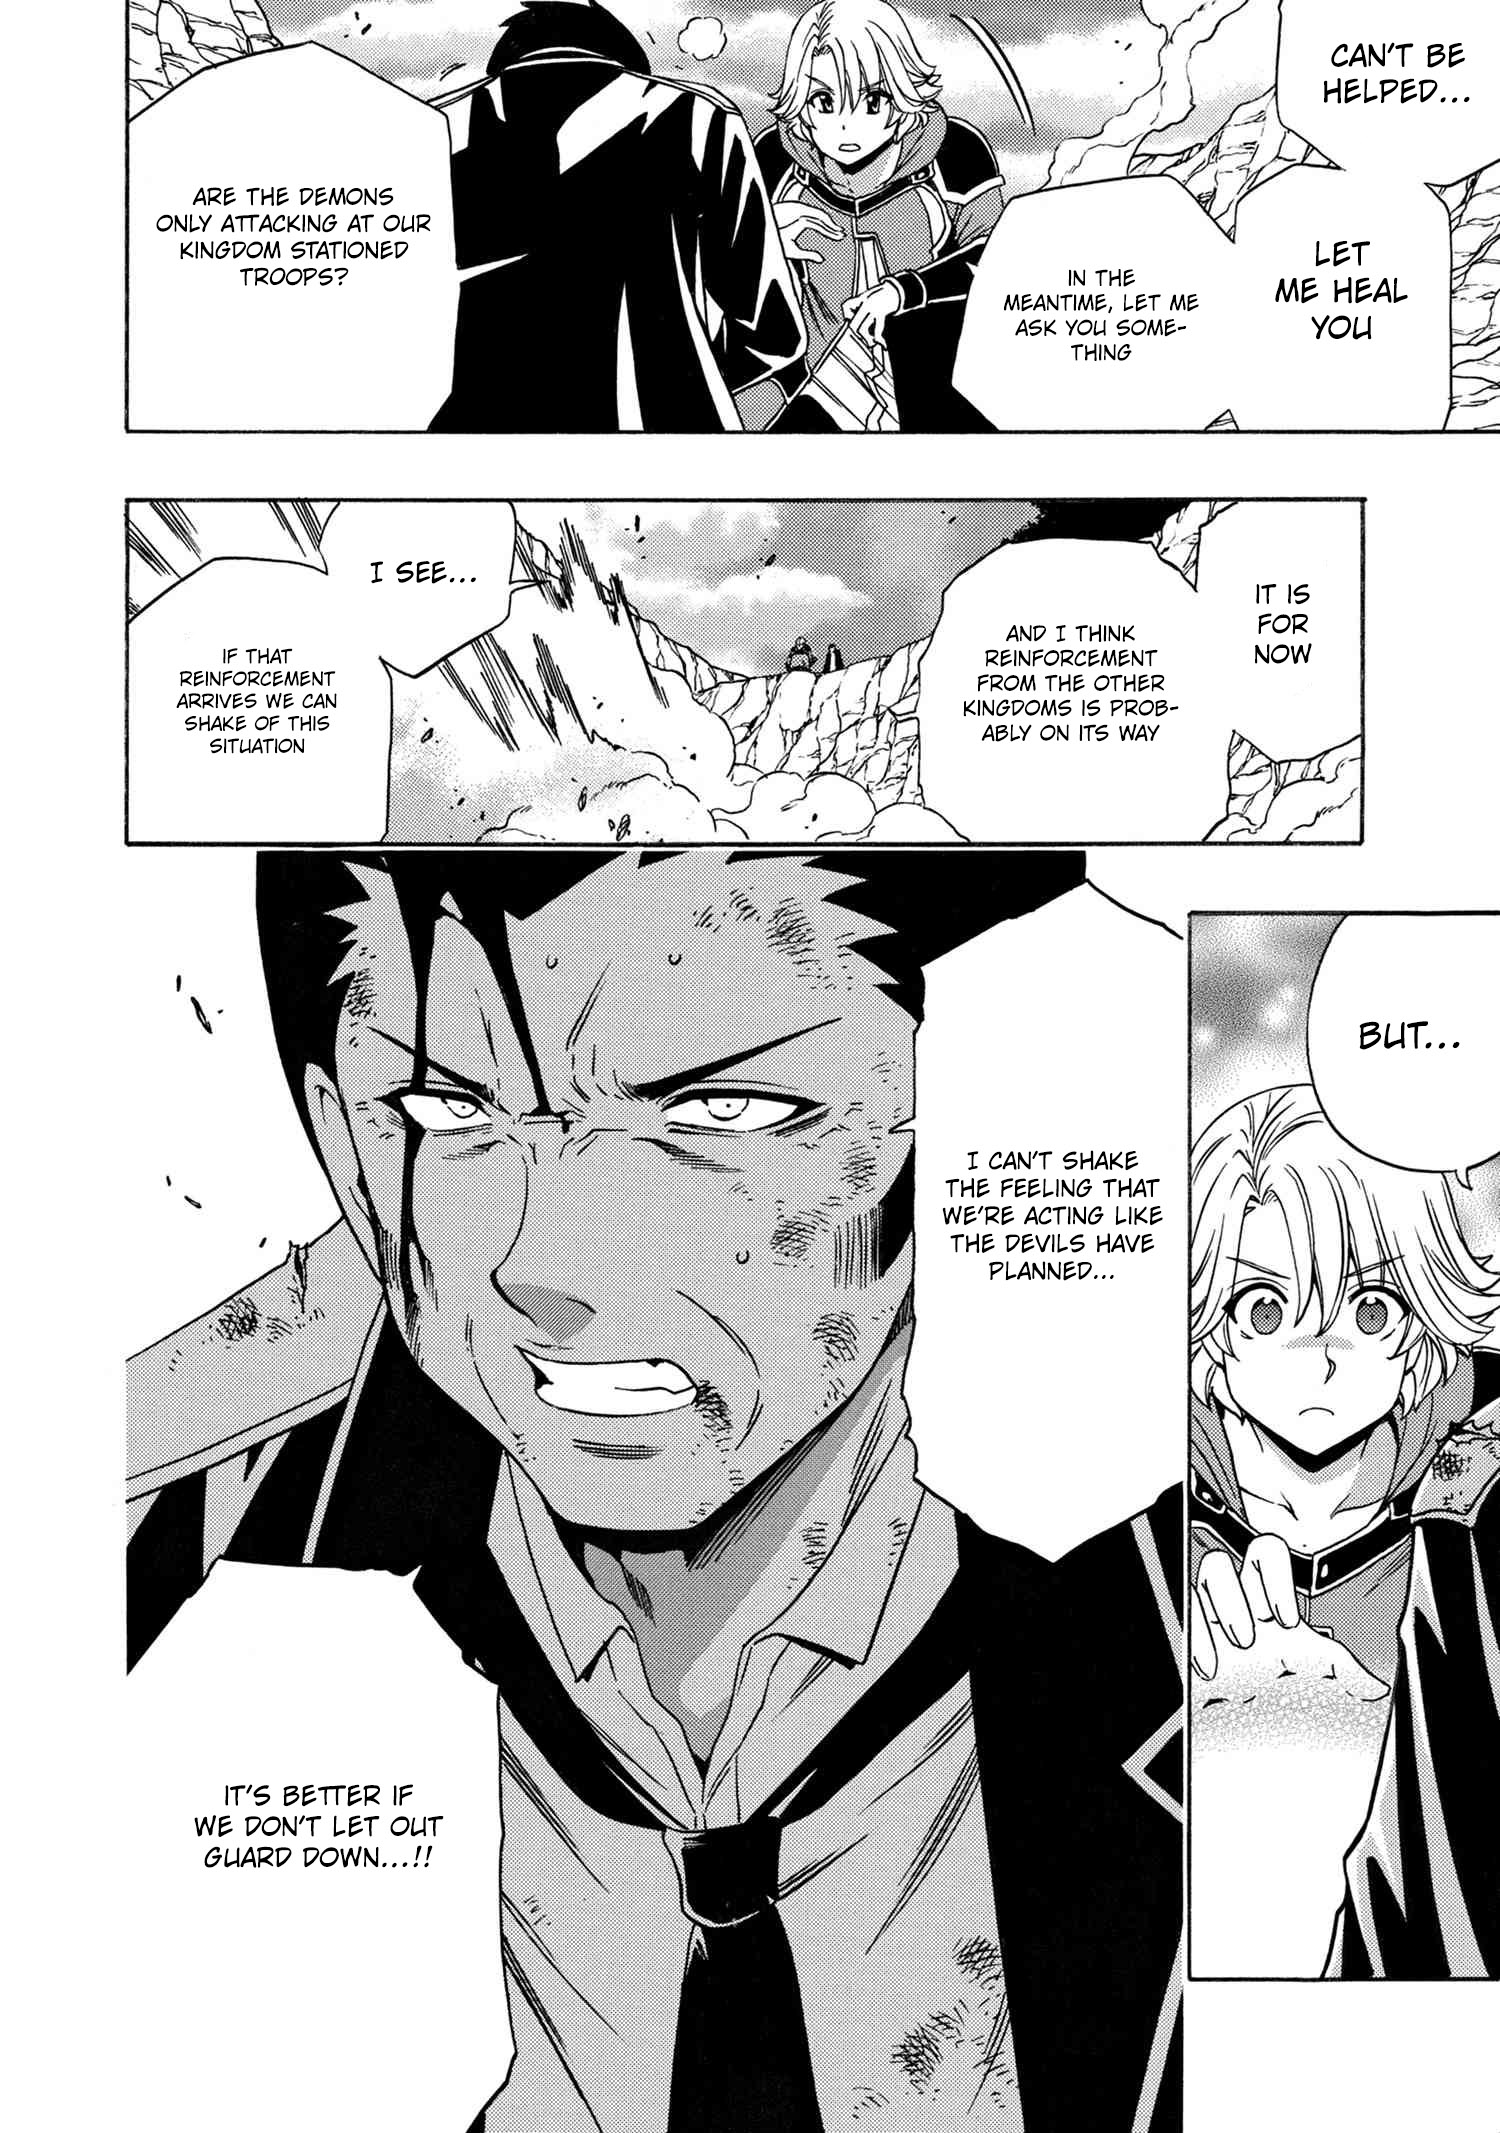 CAN'T BE
HELPED...
LET
ME HEAL
YOU
IN THE
MEANTIME, LET ME
ASK YOU SOME-
THING
ARE THE DEMONS
ONLY ATTACKING AT OUR
KINGDOM STATIONED
TROOPS?
IT IS
FOR
NOW
AND I THINK
REINFORCEMENT
FROM THE OTHER
KINGDOMS IS PROB-
ABLY ON ITS WAY
I SEE...
IF THAT
REINFORCEMENT
ARRIVES WE CAN
SHAKE OF THIS
SITUATION
BUT...
I CAN'T SHAKE
THE FEELING THAT
WE'RE ACTING LIKE
THE DEVILS HAVE
PLANNED...
IT'S BETTER IF
WE DON'T LET OUT
GUARD DOWN...!!